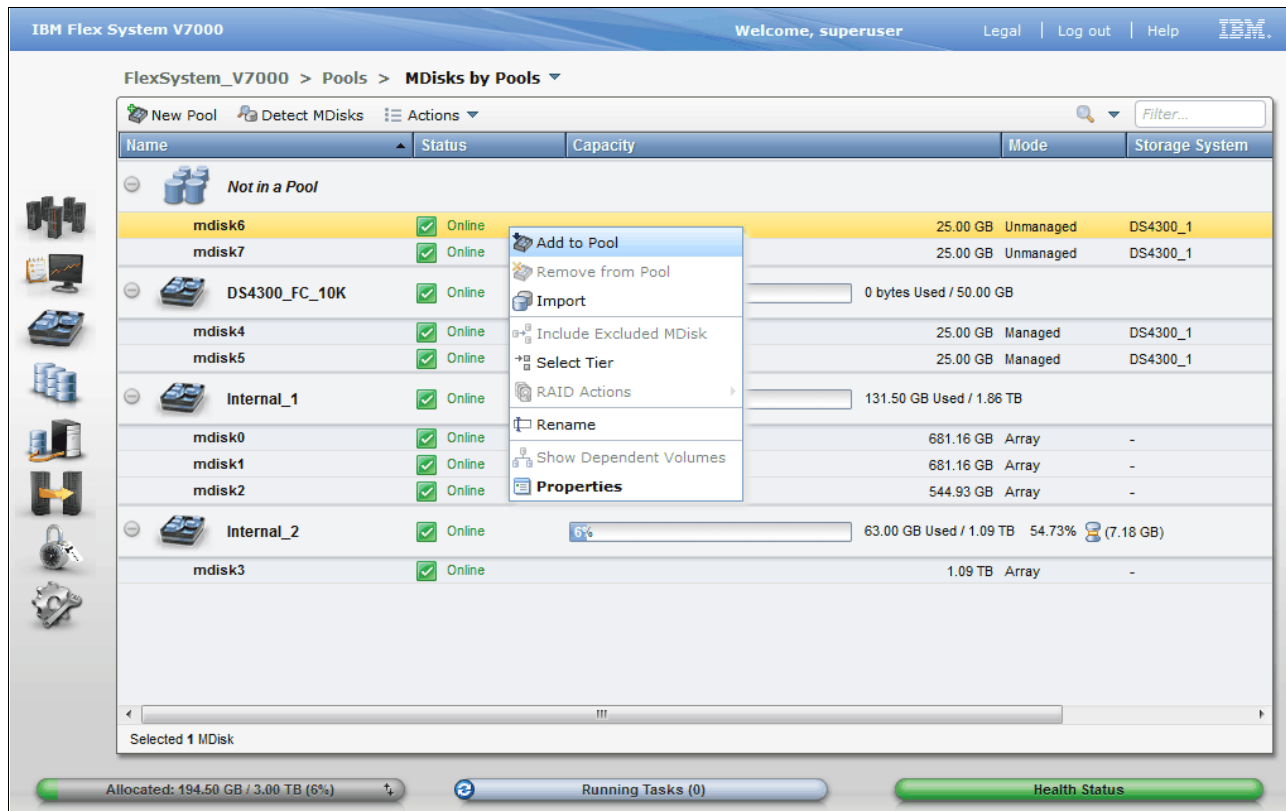 IBM Flex System V7000 Welcome, superuser Legal | Log out | Help IBM.
FlexSystem_V7000 > Pools > MDisks by Pools
New Pool Detect MDisks Actions Filter...
Name Status Capacity Mode Storage System
Not in a Pool
mdisk6 Online 25.00 GB Unmanaged DS4300_1
mdisk7 Online 25.00 GB Unmanaged DS4300_1
DS4300_FC_10K Online 0 bytes Used / 50.00 GB
mdisk4 Online 25.00 GB Managed DS4300_1
mdisk5 Online 25.00 GB Managed DS4300_1
Internal_1 Online 131.50 GB Used / 1.86 TB
mdisk0 Online 681.16 GB Array -
mdisk1 Online 681.16 GB Array -
mdisk2 Online 544.93 GB Array -
Internal_2 Online 6% 63.00 GB Used / 1.09 TB 54.73% (7.18 GB)
mdisk3 Online 1.09 TB Array -
Add to Pool
Remove from Pool
Import
Include Excluded MDisk
Select Tier
RAID Actions
Rename
Show Dependent Volumes
Properties
Selected 1 MDisk
Allocated: 194.50 GB / 3.00 TB (6%) Running Tasks (0) Health Status